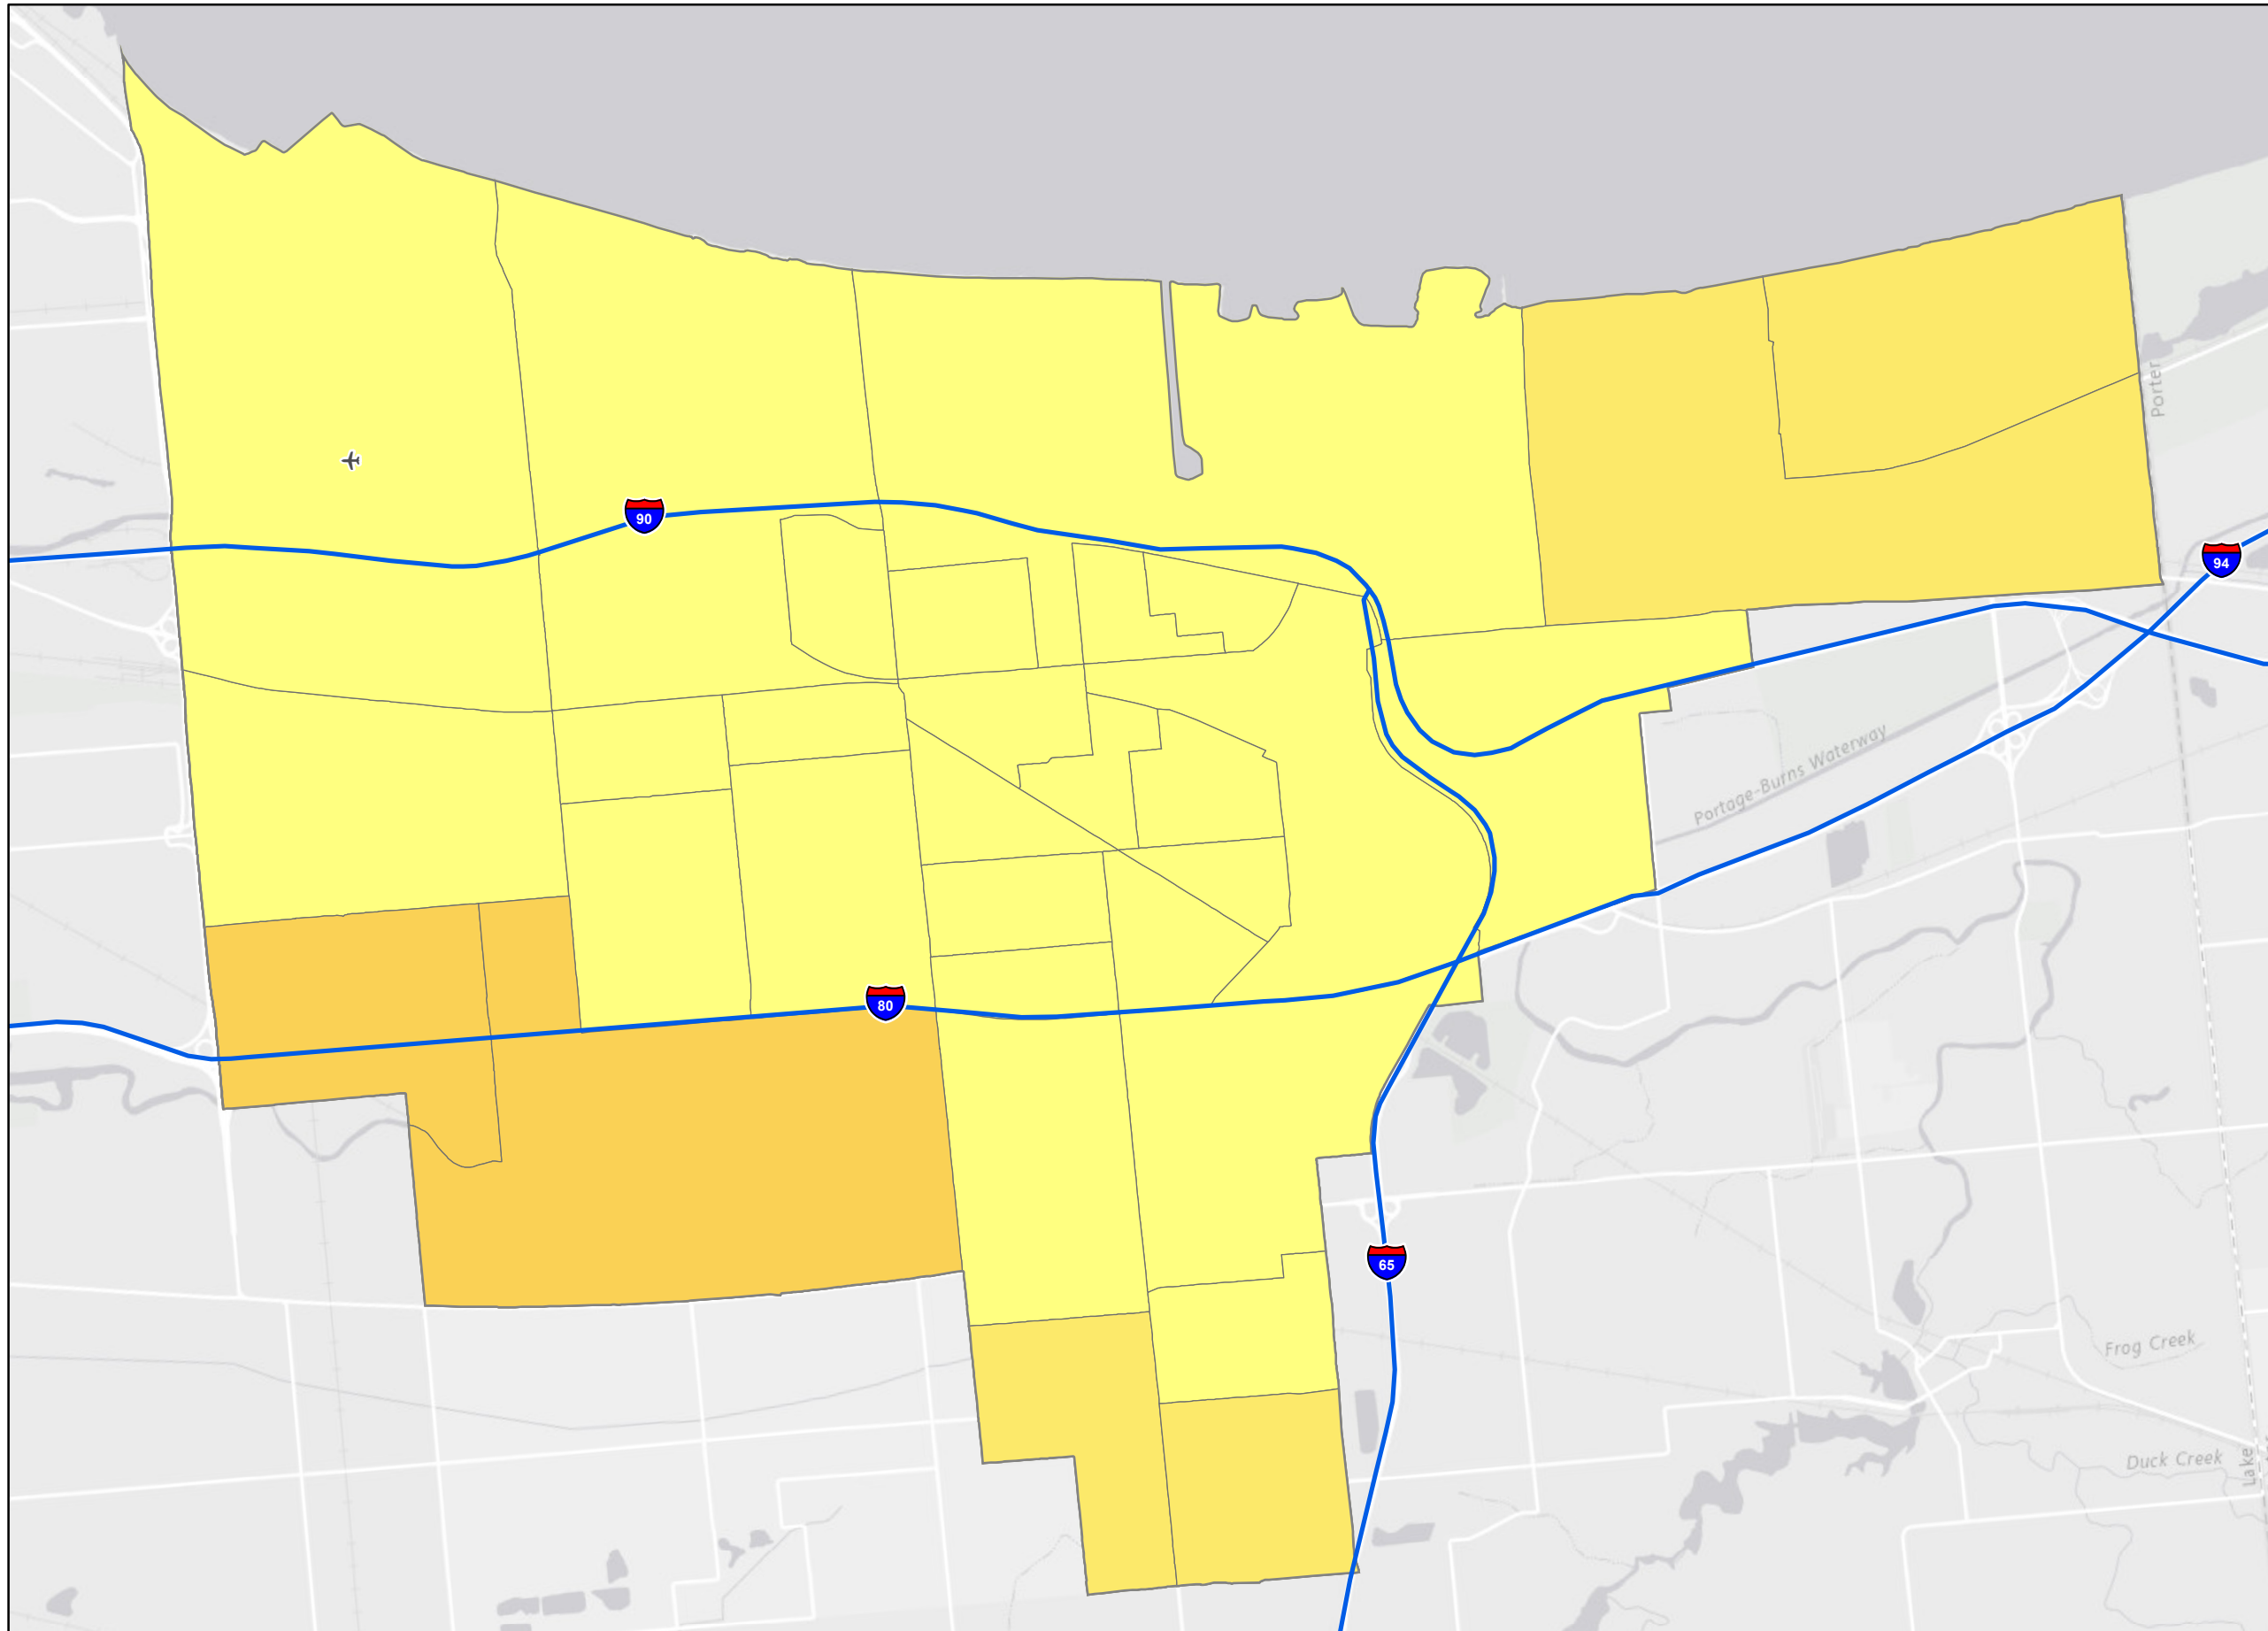 Porter
90
94
Portage-Burns Waterway
80
65
Frog Creek
Duck Creek
Lake